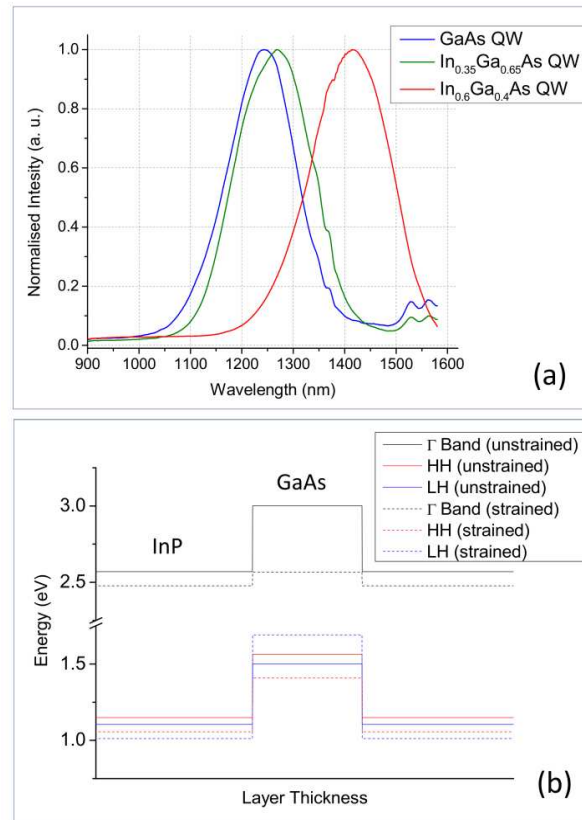 (a)
GaAs QW
In0.35Ga0.65As QW
In0.6Ga0.4As QW
Normalised Intesity (a. u.)
1.0
0.8
0.6
0.4
0.2
0.0
900 1000 1100 1200 1300 1400 1500 1600
Wavelength (nm)
(b)
Γ Band (unstrained)
HH (unstrained)
LH (unstrained)
Γ Band (strained)
HH (strained)
LH (strained)
GaAs
InP
Energy (eV)
3.0
2.5
1.5
1.0
Layer Thickness